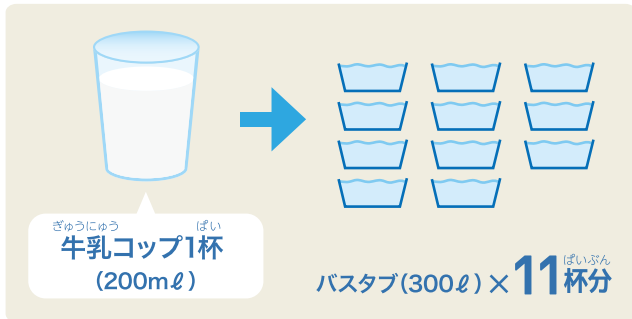 ぎゅうにゅう ぱい
牛乳コップ1杯
(200mℓ)
ぱいぶん
バスタブ(300ℓ)×11杯分